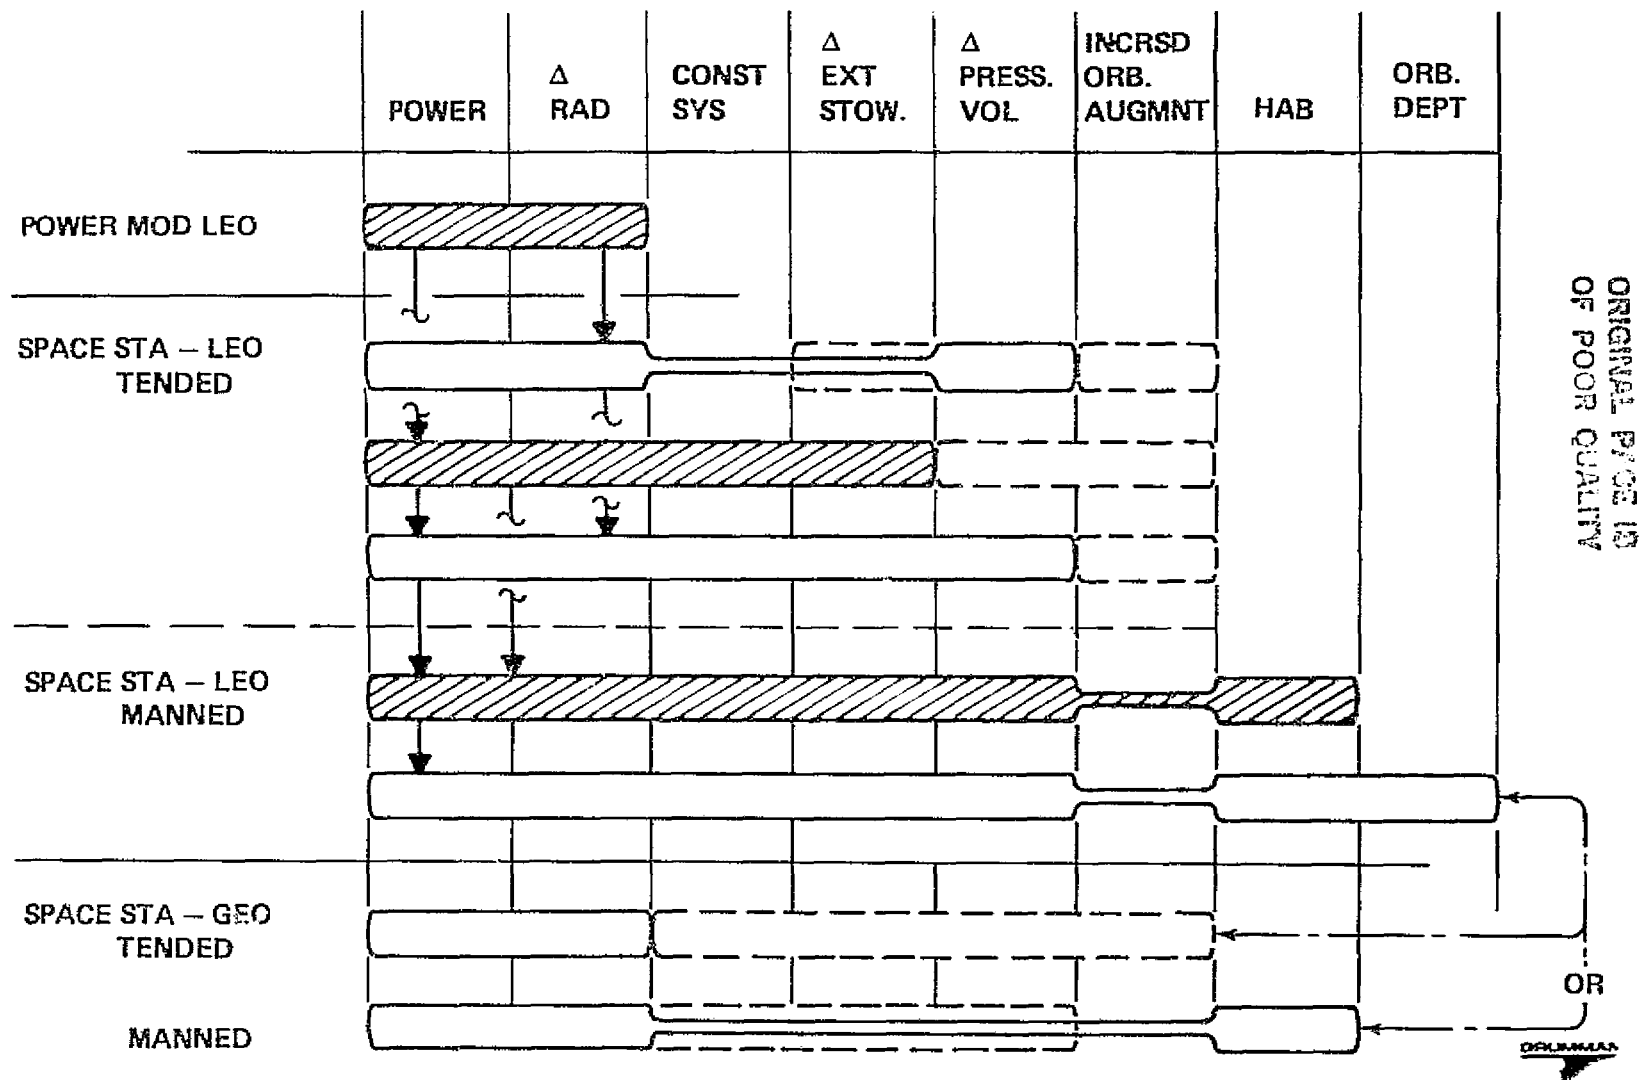 POWER
Δ
RAD
CONST
SYS
Δ
EXT
STOW.
Δ
PRESS.
VOL
INCRSD
ORB.
AUGMNT
HAB
ORB.
DEPT
POWER MOD LEO
SPACE STA – LEO
TENDED
SPACE STA – LEO
MANNED
SPACE STA – GEO
TENDED
MANNED
OR
ORIGINAL PAGE IS
OF POOR QUALITY
GRUMMAN